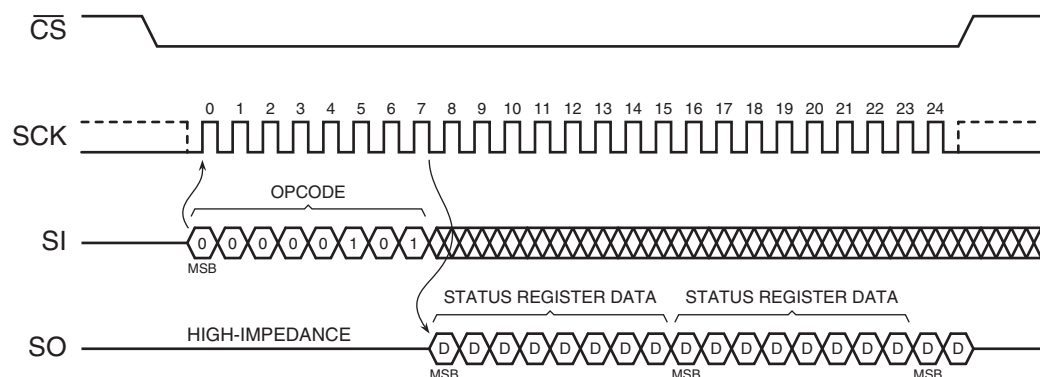 CS
SCK
0 1 2 3 4 5 6 7 8 9 10 11 12 13 14 15 16 17 18 19 20 21 22 23 24
OPCODE
SI
0 0 0 0 0 1 0 1
MSB
STATUS REGISTER DATA STATUS REGISTER DATA
SO
HIGH-IMPEDANCE
D D D D D D D D D D D D D D D D D D
MSB MSB MSB